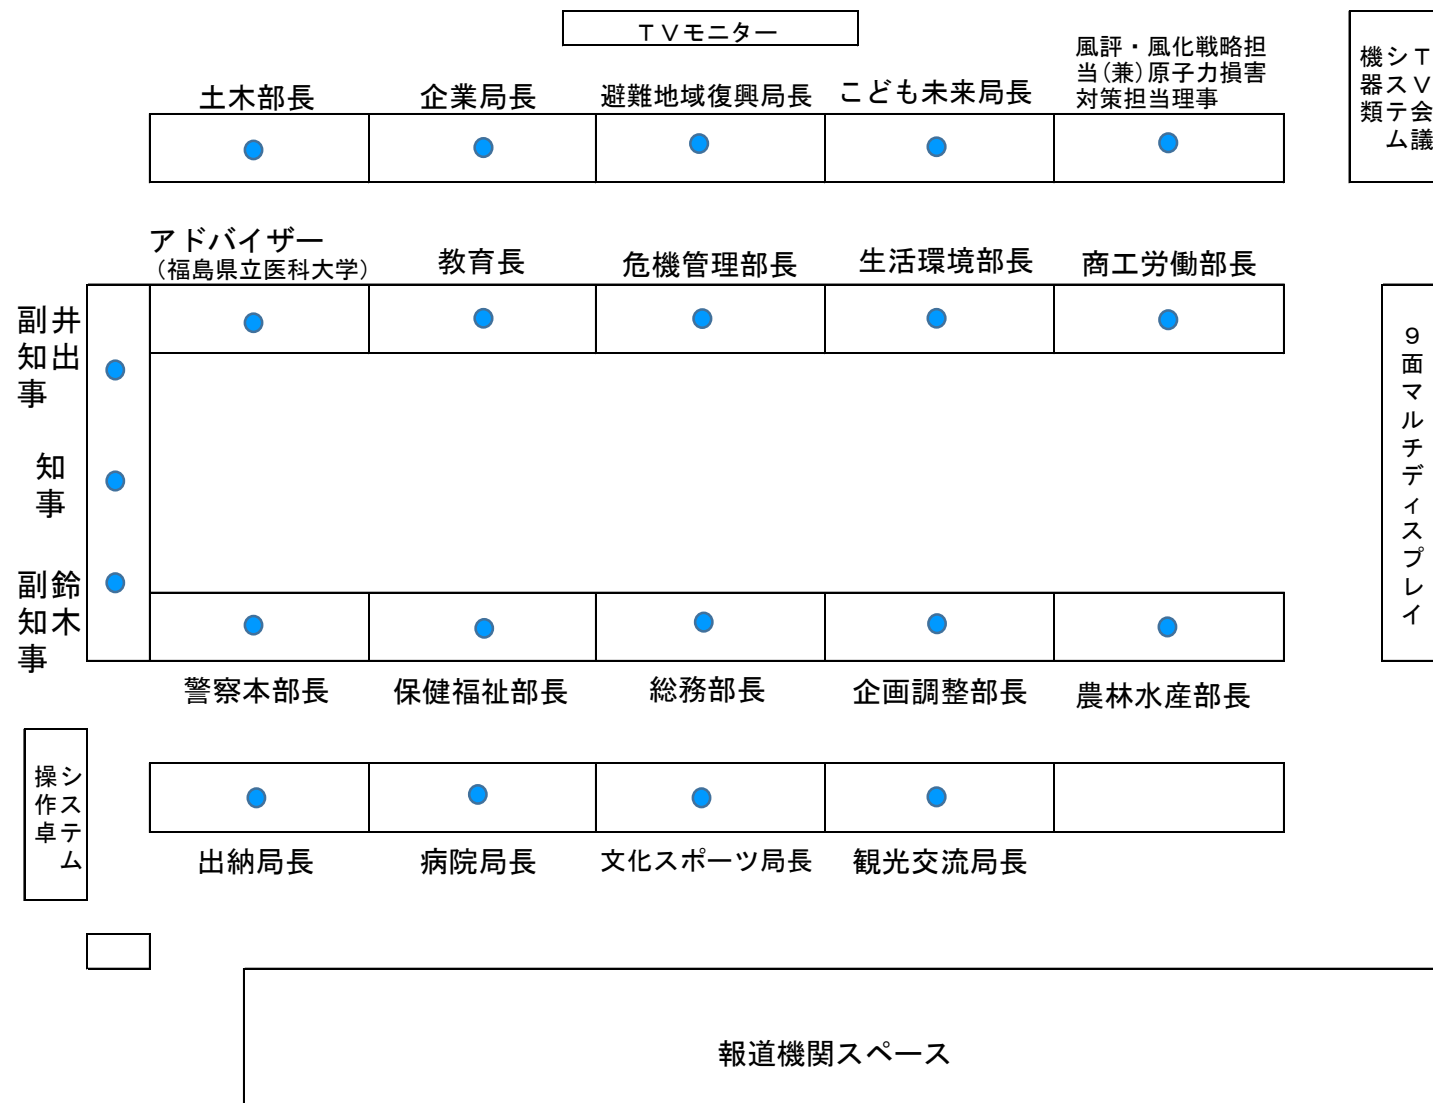 ＴＶモニター
風評・風化戦略担
当(兼)原子力損害
対策担当理事
土木部長
企業局長
避難地域復興局長
こども未来局長
ＴＶ会議
システム
機器類
アドバイザー
（福島県立医科大学）
教育長
危機管理部長
生活環境部長
商工労働部長
井出
副知事
知事
鈴木
副知事
９面マルチディスプレイ
警察本部長
保健福祉部長
総務部長
企画調整部長
農林水産部長
システム
操作卓
出納局長
病院局長
文化スポーツ局長
観光交流局長
報道機関スペース